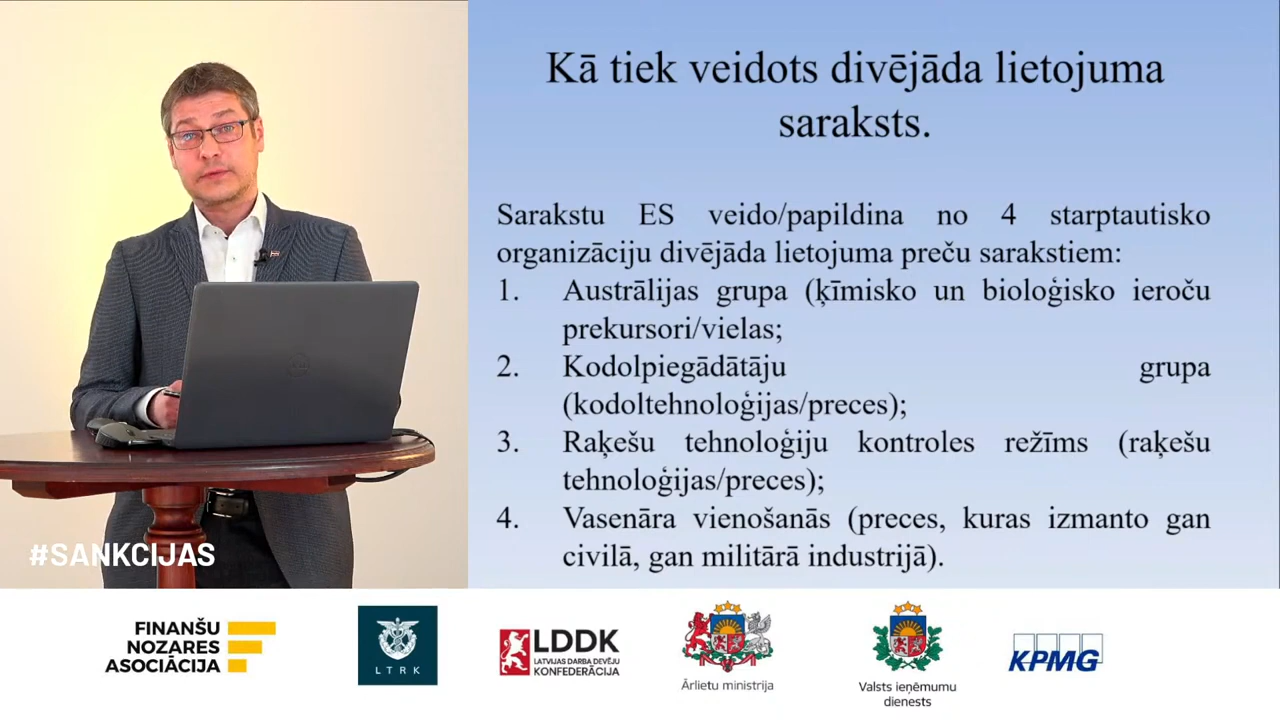 Kā tiek veidots divējāda lietojuma
saraksts.
Sarakstu ES veido/papildina no 4 starptautisko
organizāciju divējāda lietojuma preču sarakstiem:
1. Austrālijas grupa (ķīmisko un bioloģisko ieroču
prekursori/vielas;
2. Kodolpiegādātāju grupa
(kodoltehnoloģijas/preces);
3. Raķešu tehnoloģiju kontroles režīms (raķešu
tehnoloģijas/preces);
4. Vasenāra vienošanās (preces, kuras izmanto gan
civilā, gan militārā industrijā).
#SANKCIJAS
FINANŠU
NOZARES
ASOCIĀCIJA
LTRK
LDDK
LATVIJAS DARBA DEVĒJU
KONFEDERĀCIJA
Ārlietu ministrija
Valsts ieņēmumu
dienests
KPMG